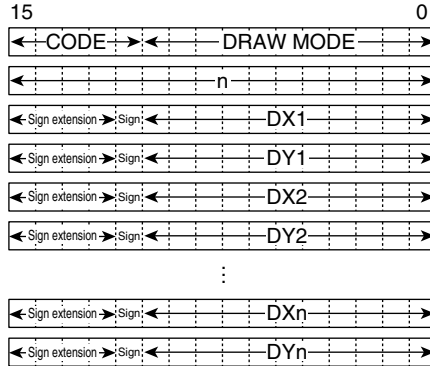 15 0
CODE DRAW MODE
n
Sign extension Sign DX1
Sign extension Sign DY1
Sign extension Sign DX2
Sign extension Sign DY2
⋮
Sign extension Sign DXn
Sign extension Sign DYn